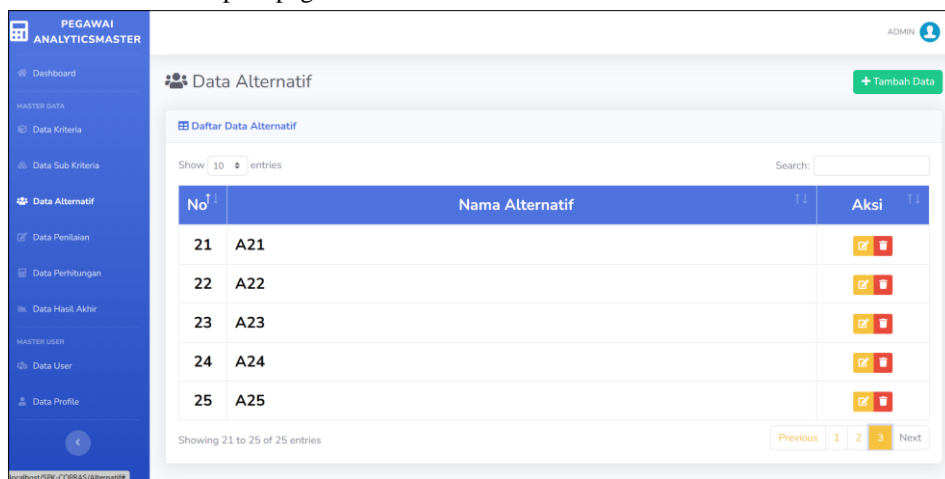 PEGAWAI
ANALYTICSMASTER
ADMIN
Dashboard
MASTER DATA
Data Kriteria
Data Sub Kriteria
Data Alternatif
Data Penilaian
Data Perhitungan
Data Hasil Akhir
MASTER USER
Data User
Data Profile
Data Alternatif
+ Tambah Data
Daftar Data Alternatif
Show 10 entries
Search:
No Nama Alternatif Aksi
21 A21
22 A22
23 A23
24 A24
25 A25
Showing 21 to 25 of 25 entries
Previous 1 2 3 Next
localhost/SPK-COPRAS/Alternatif#